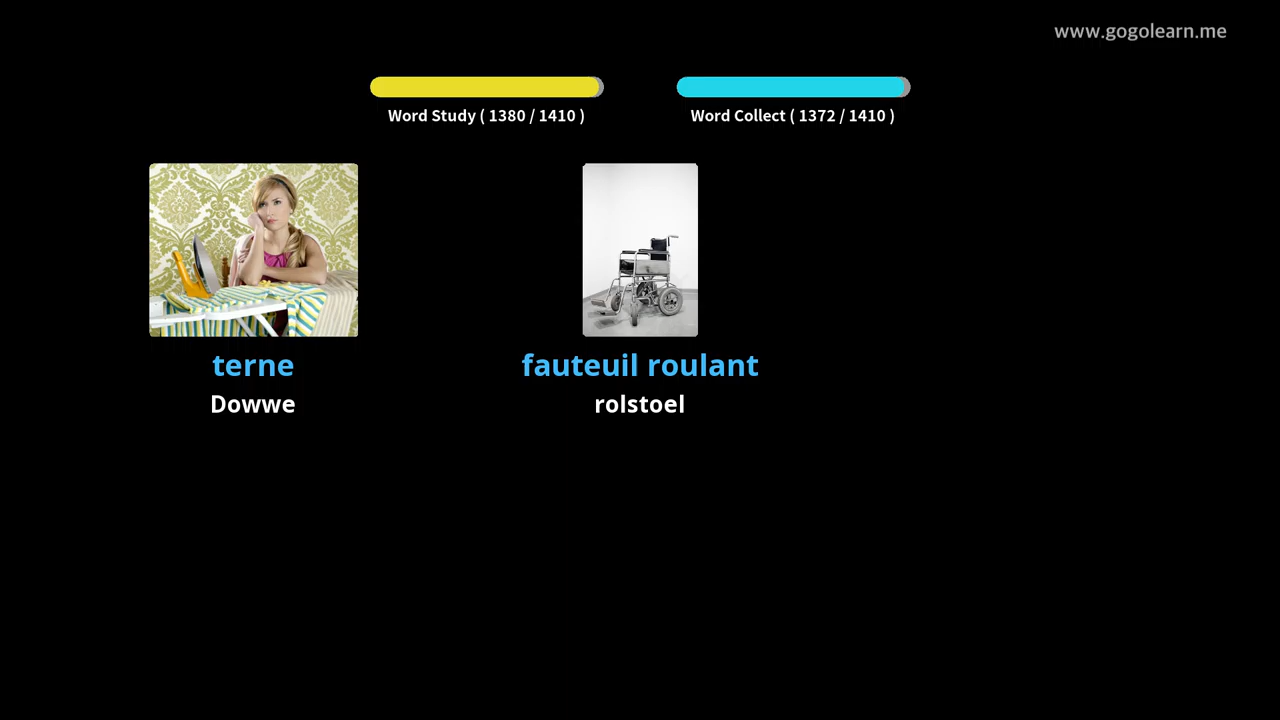 www.gogolearn.me
Word Study ( 1380 / 1410 )
Word Collect ( 1372 / 1410 )
terne
Dowwe
fauteuil roulant
rolstoel